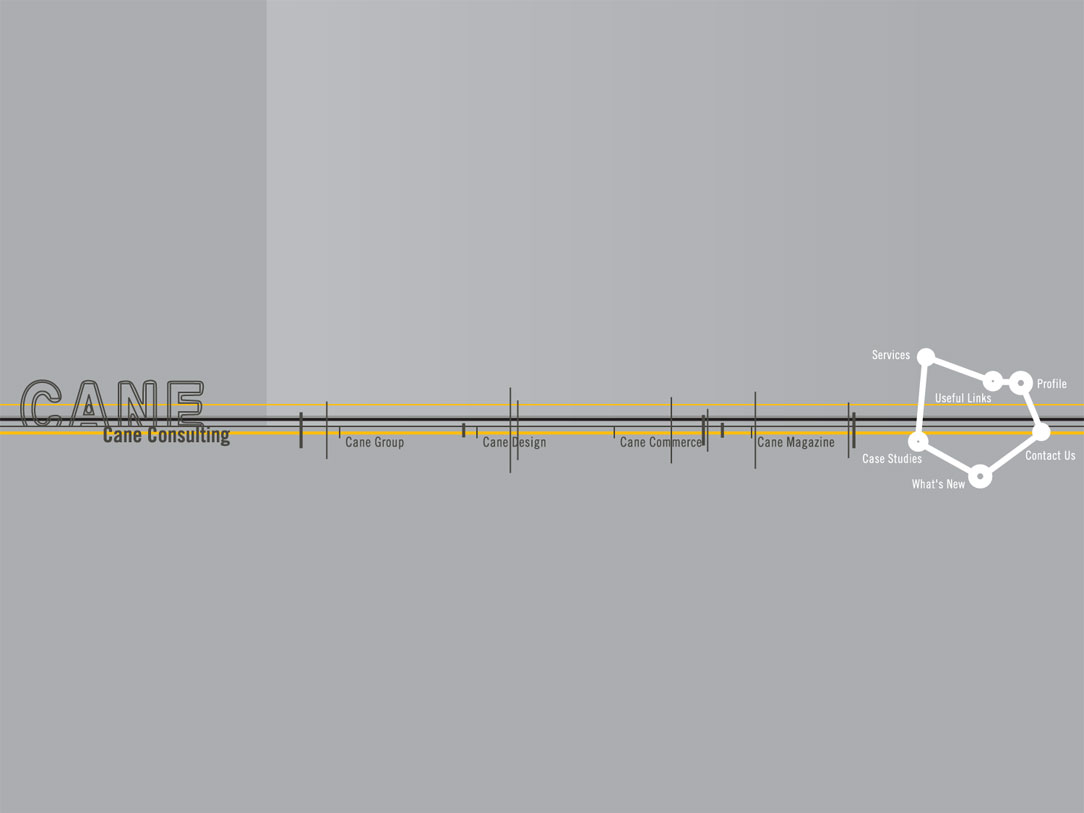 CANE
Cane Consulting
Cane Group
Cane Design
Cane Commerce
Cane Magazine
Services
Useful Links
Profile
Case Studies
Contact Us
What's New